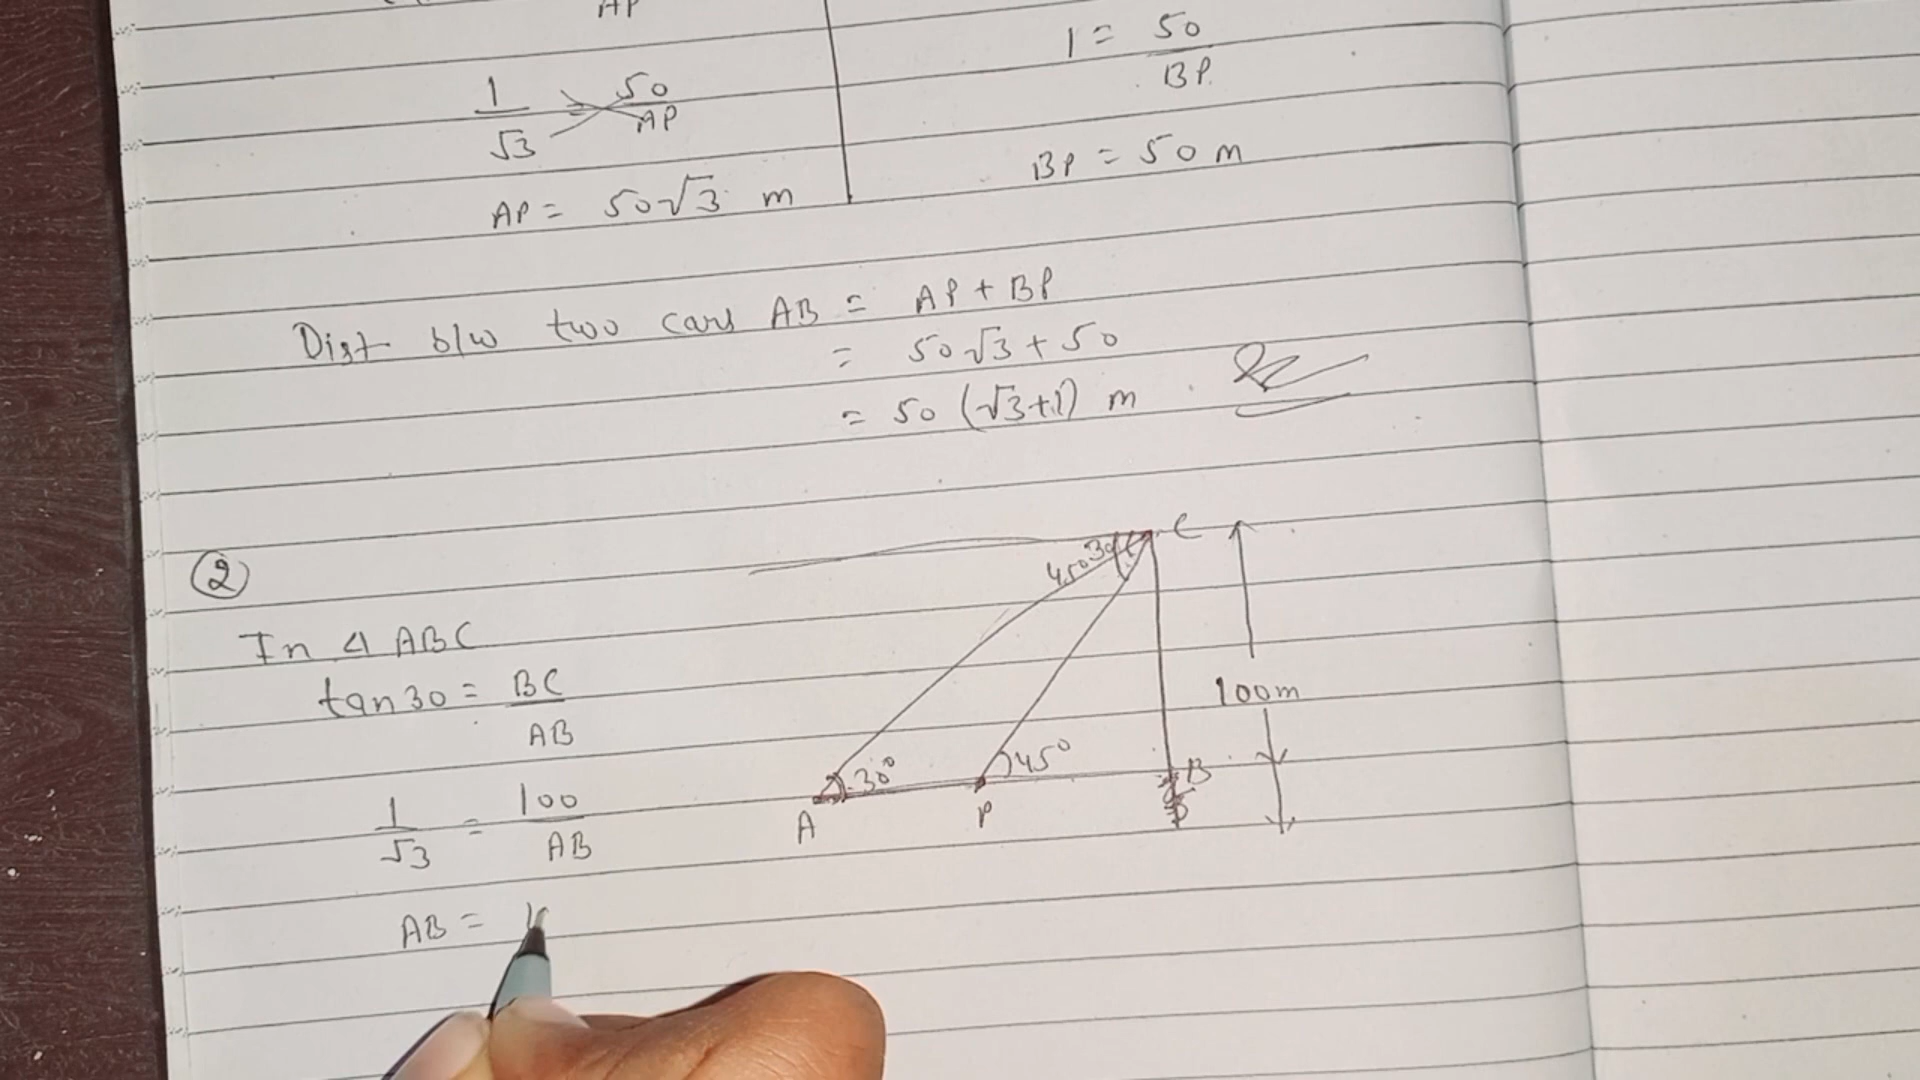 AP
1/√3 = 50/AP
AP = 50√3 m
1 = 50/BP
BP = 50 m
Dist b/w two cars AB = AP + BP
= 50√3 + 50
= 50 (√3+1) m
②
In △ ABC
tan 30 = BC/AB
1/√3 = 100/AB
AB = 1
C
30
45°
100m
30°
45°
B
A
P